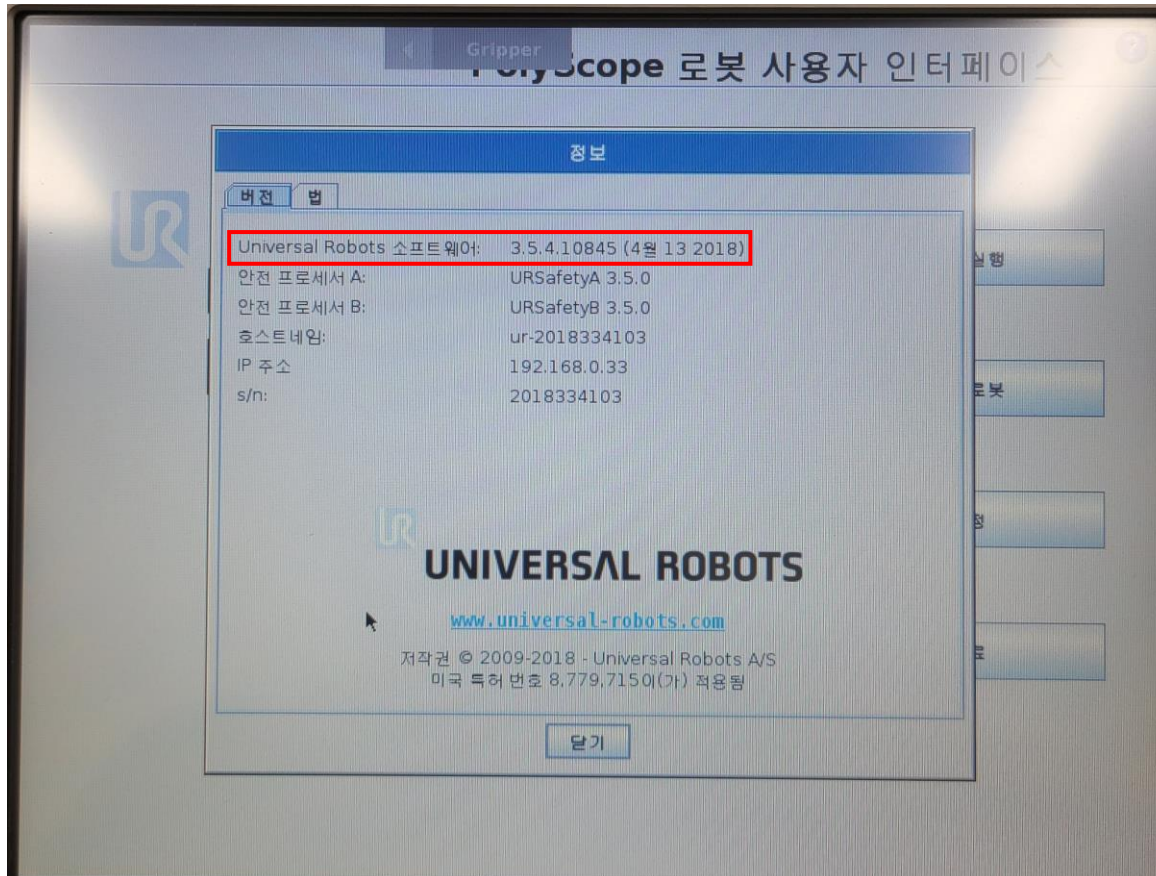 Gripper
PolyScope 로봇 사용자 인터페이스
?
정보
버전 법
Universal Robots 소프트웨어: 3.5.4.10845 (4월 13 2018)
안전 프로세서 A: URSafetyA 3.5.0
안전 프로세서 B: URSafetyB 3.5.0
호스트네임: ur-2018334103
IP 주소 192.168.0.33
s/n: 2018334103
UR
실행
로봇
정
료
UR
UNIVERSAL ROBOTS
www.universal-robots.com
저작권 © 2009-2018 - Universal Robots A/S
미국 특허 번호 8,779,715이(가) 적용됨
닫기